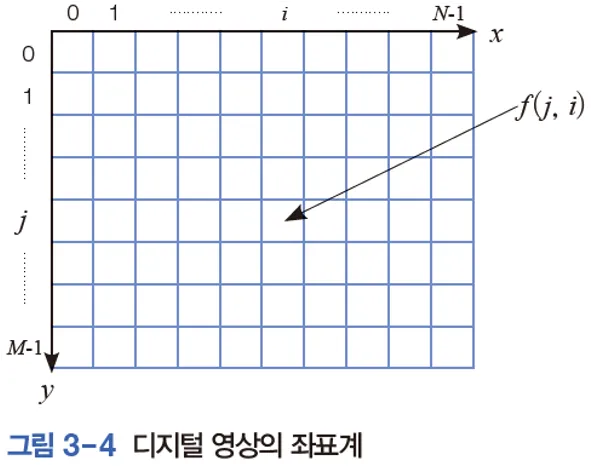 0 1 ............ i ............ N-1
x
0
1
............
f(j, i)
j
............
M-1
y
그림 3-4 디지털 영상의 좌표계